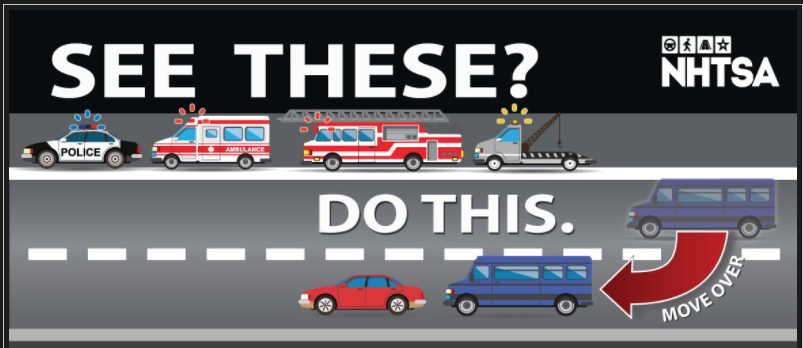 SEE THESE?
NHTSA
POLICE
AMBULANCE
DO THIS.
MOVE OVER